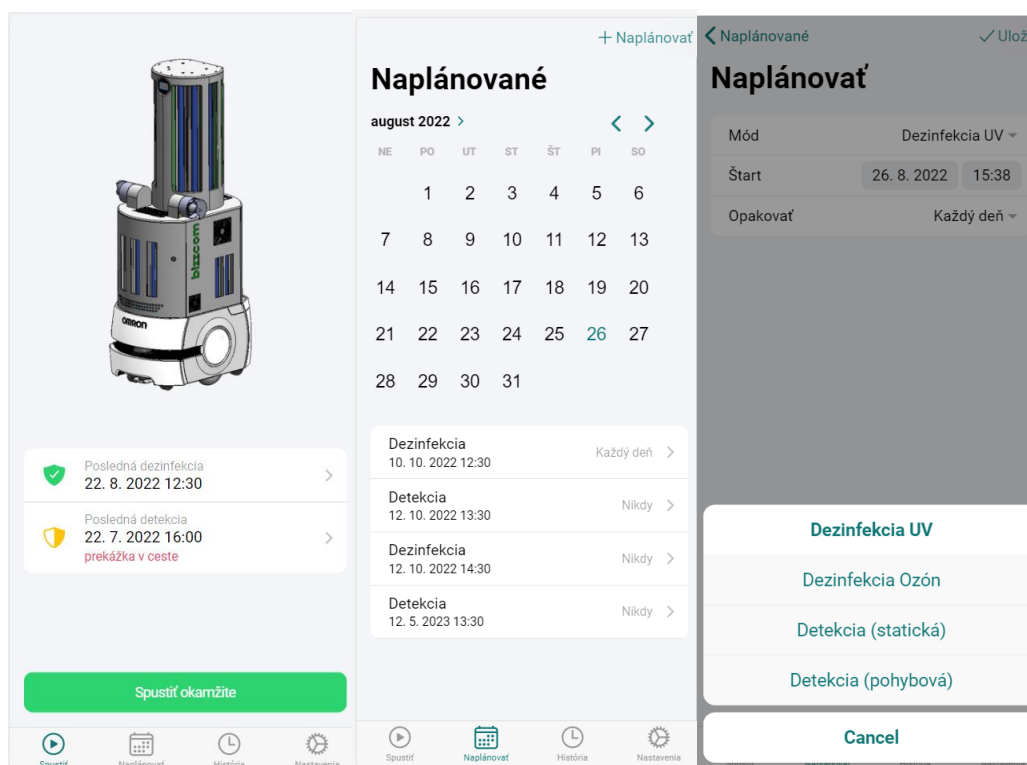 bizzcom
OMRON
Posledná dezinfekcia
22. 8. 2022 12:30
Posledná detekcia
22. 7. 2022 16:00
prekážka v ceste
Spustiť okamžite
Spustiť Naplánovať História Nastavenia
+ Naplánovať
Naplánované
august 2022 >
NE PO UT ST ŠT PI SO
1 2 3 4 5 6
7 8 9 10 11 12 13
14 15 16 17 18 19 20
21 22 23 24 25 26 27
28 29 30 31
Dezinfekcia
10. 10. 2022 12:30 Každý deň
Detekcia
12. 10. 2022 13:30 Nikdy
Dezinfekcia
12. 10. 2022 14:30 Nikdy
Detekcia
12. 5. 2023 13:30 Nikdy
Spustiť Naplánovať História Nastavenia
Naplánované Ulož
Naplánovať
Mód Dezinfekcia UV
Štart 26. 8. 2022 15:38
Opakovať Každý deň
Dezinfekcia UV
Dezinfekcia Ozón
Detekcia (statická)
Detekcia (pohybová)
Cancel